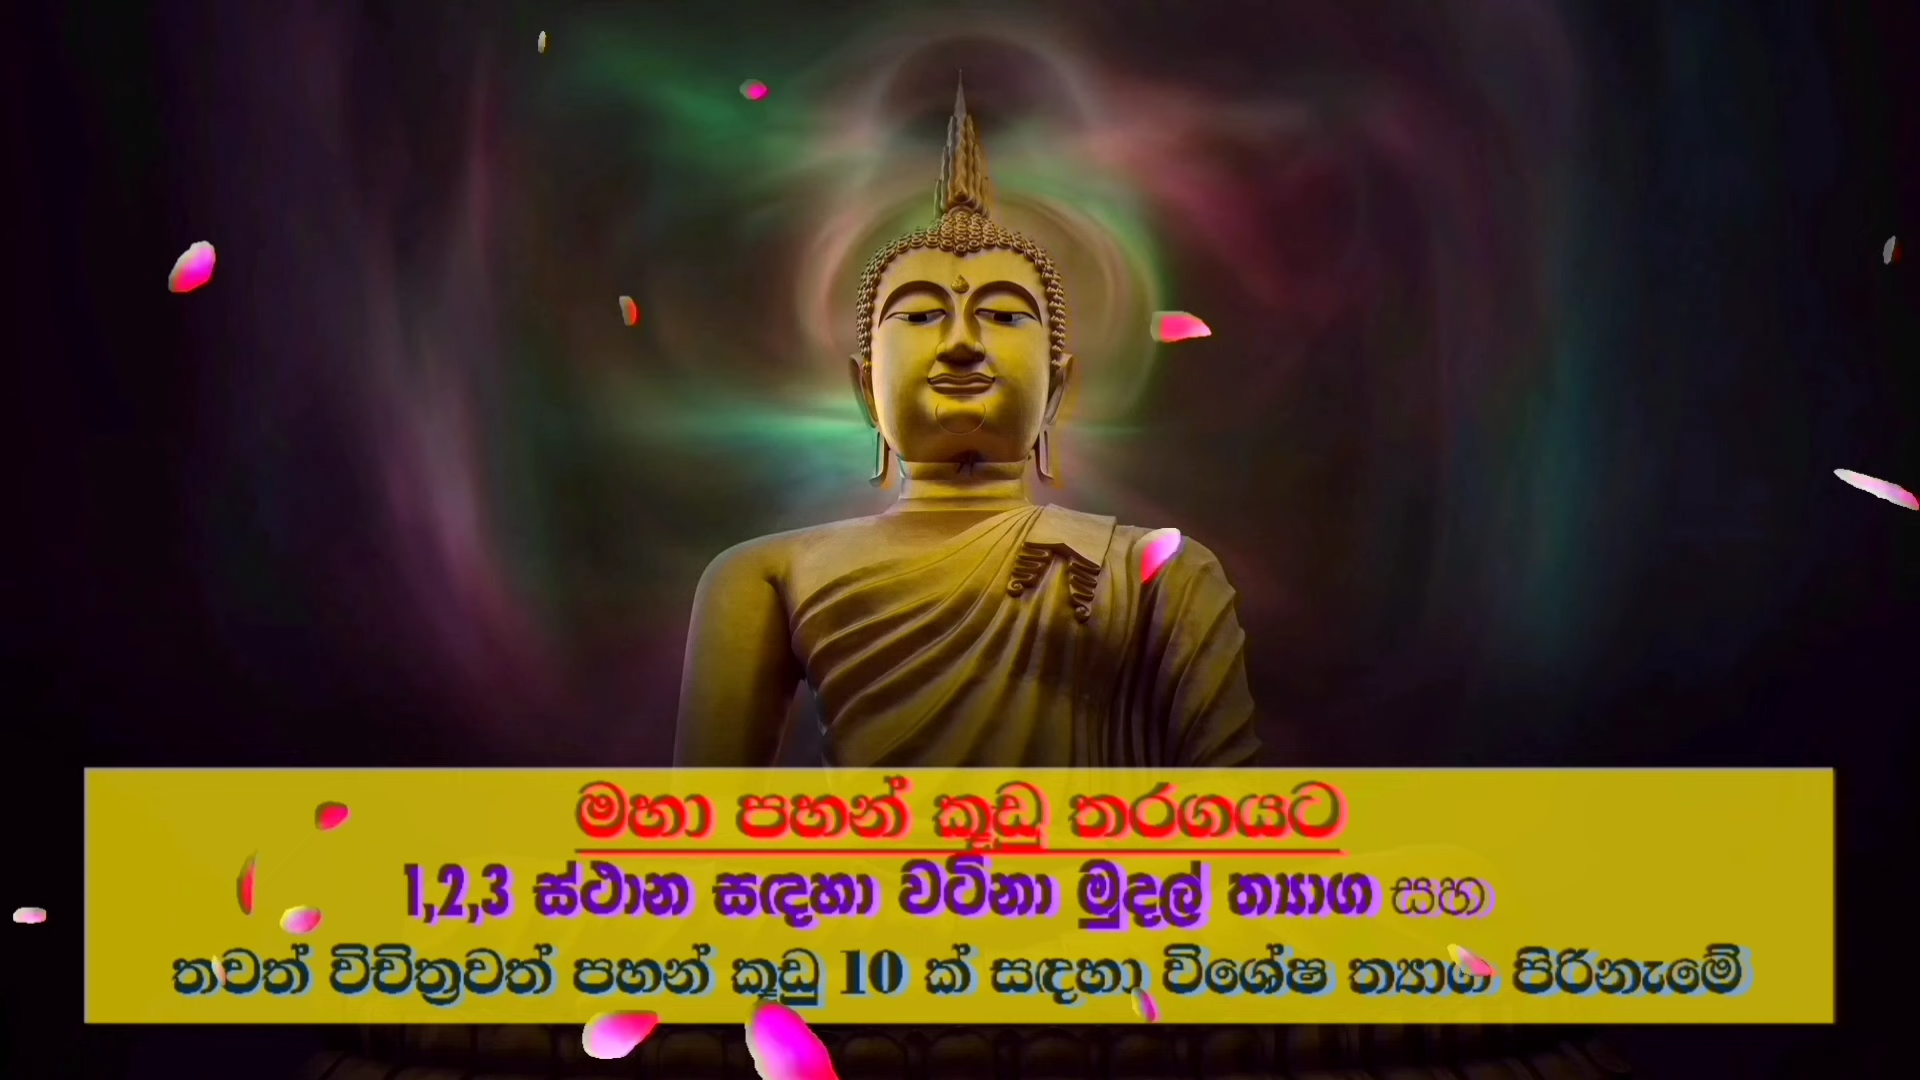 මහා පහන් කූඩු තරගයට
1,2,3 ස්ථාන සඳහා වටිනා මුදල් ත්‍යාග සහ
තවත් විචිත්‍රවත් පහන් කූඩු 10 ක් සඳහා විශේෂ ත්‍යාග පිරිනැමේ